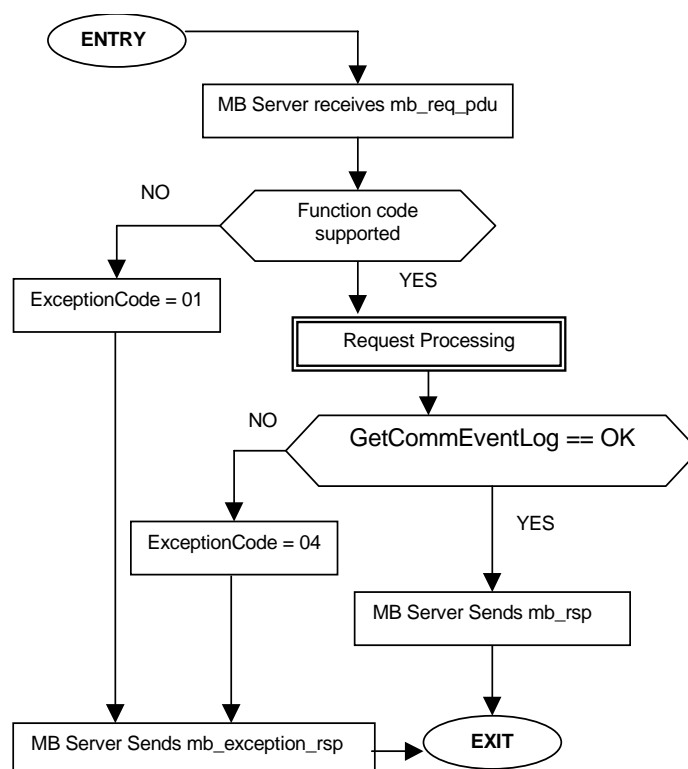 ENTRY
MB Server receives mb_req_pdu
NO
Function code
supported
YES
ExceptionCode = 01
Request Processing
NO
GetCommEventLog == OK
YES
ExceptionCode = 04
MB Server Sends mb_rsp
MB Server Sends mb_exception_rsp
EXIT